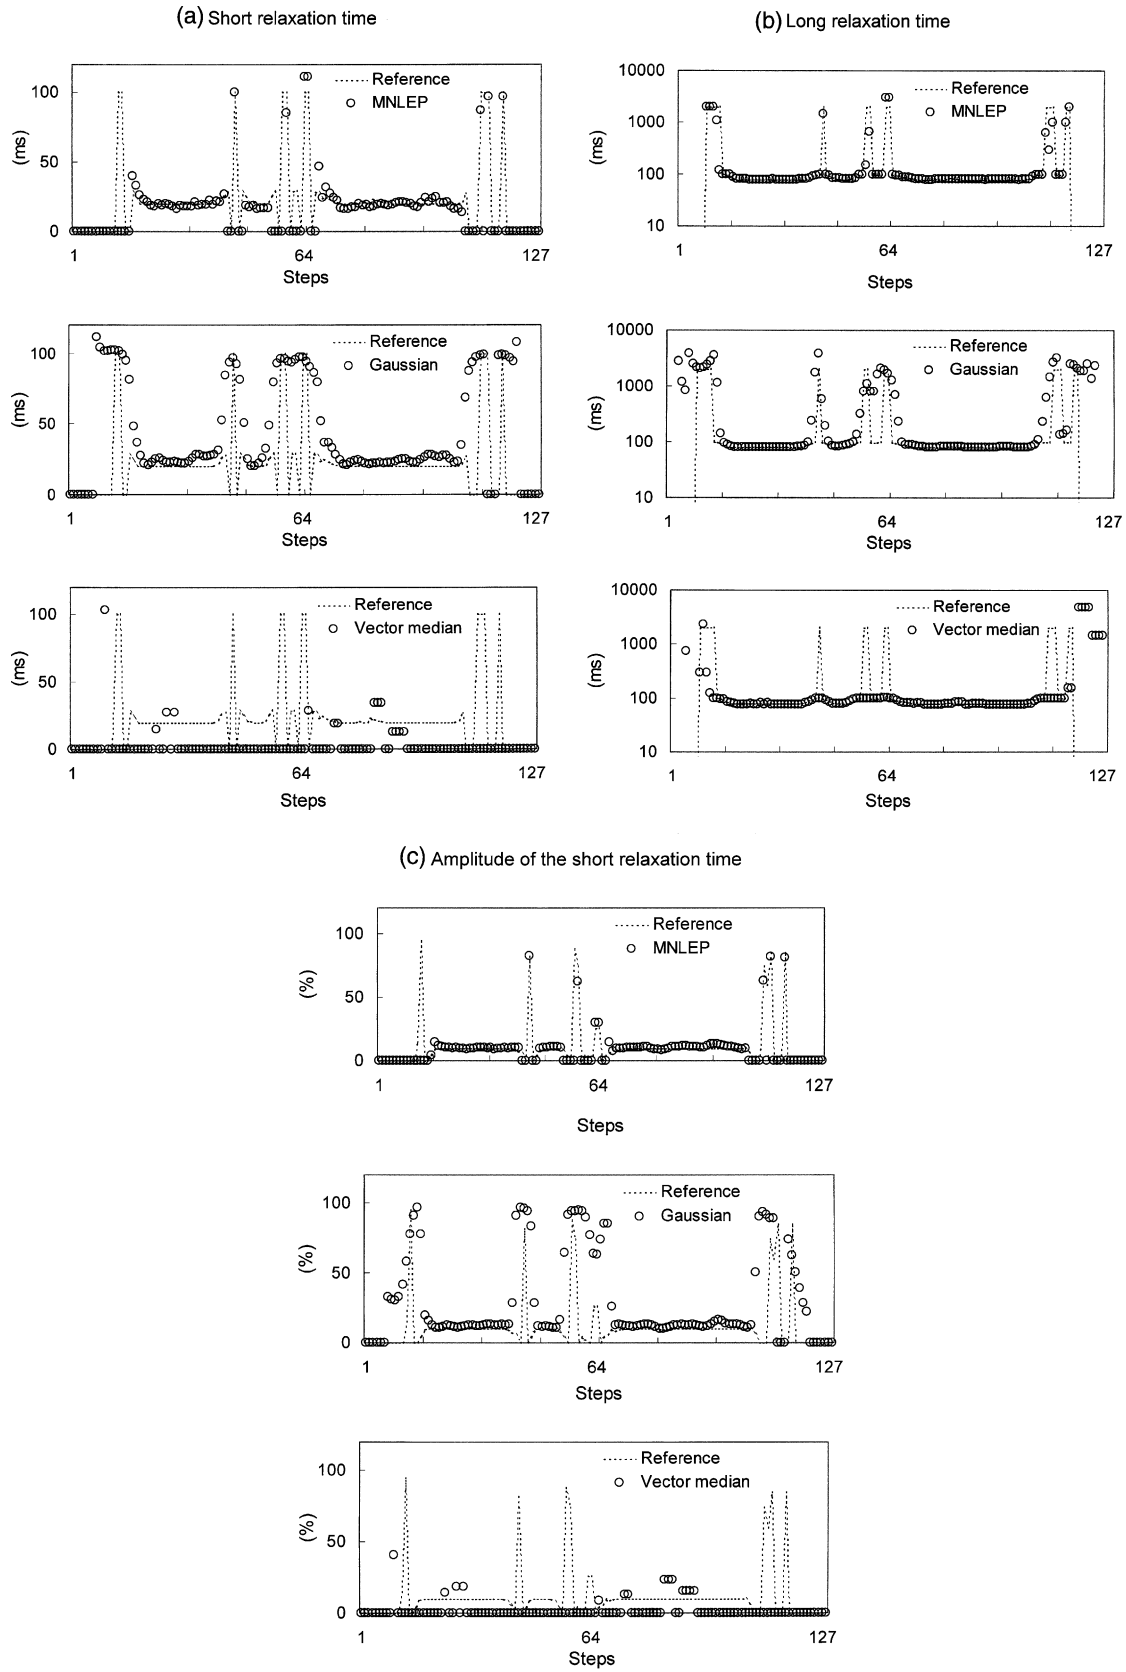 (a) Short relaxation time
Reference
MNLEP
100
50
0
(ms)
1 64 127
Steps
Reference
Gaussian
100
50
0
(ms)
1 64 127
Steps
Reference
Vector median
100
50
0
(ms)
1 64 127
Steps
(b) Long relaxation time
Reference
MNLEP
10000
1000
100
10
(ms)
1 64 127
Steps
Reference
Gaussian
10000
1000
100
10
(ms)
1 64 127
Steps
Reference
Vector median
10000
1000
100
10
(ms)
1 64 127
Steps
(c) Amplitude of the short relaxation time
Reference
MNLEP
100
50
0
(%)
1 64 127
Steps
Reference
Gaussian
100
50
0
(%)
1 64 127
Steps
Reference
Vector median
100
50
0
(%)
1 64 127
Steps